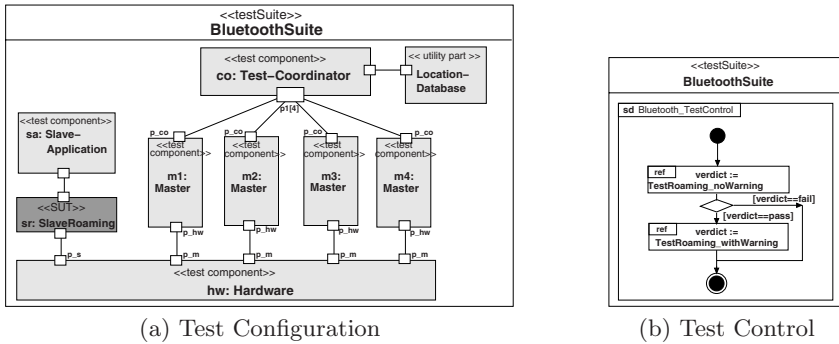 <<testSuite>>
BluetoothSuite
<<test component>>
co: Test-Coordinator
<< utility part >>
Location-
Database
p1[4]
<<test component>>
sa: Slave-
Application
<<SUT>>
sr: SlaveRoaming
p_s
p_co
<<test
component>>
m1:
Master
p_hw
p_m
p_co
<<test
component>>
m2:
Master
p_hw
p_m
p_co
<<test
component>>
m3:
Master
p_hw
p_m
p_co
<<test
component>>
m4:
Master
p_hw
p_m
<<test component>>
hw: Hardware
(a) Test Configuration
<<testSuite>>
BluetoothSuite
sd Bluetooth_TestControl
ref
verdict :=
TestRoaming_noWarning
[verdict==fail]
[verdict==pass]
ref
verdict :=
TestRoaming_withWarning
(b) Test Control